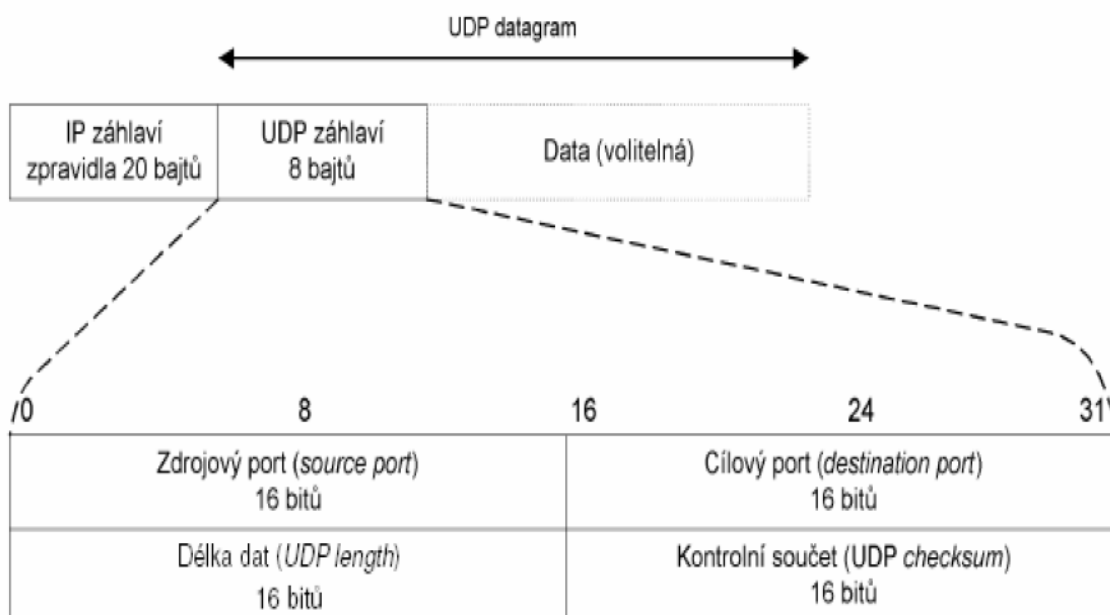 UDP datagram
IP záhlaví
zpravidla 20 bajtů
UDP záhlaví
8 bajtů
Data (volitelná)
0 8 16 24 31
Zdrojový port (source port)
16 bitů
Cílový port (destination port)
16 bitů
Délka dat (UDP length)
16 bitů
Kontrolní součet (UDP checksum)
16 bitů